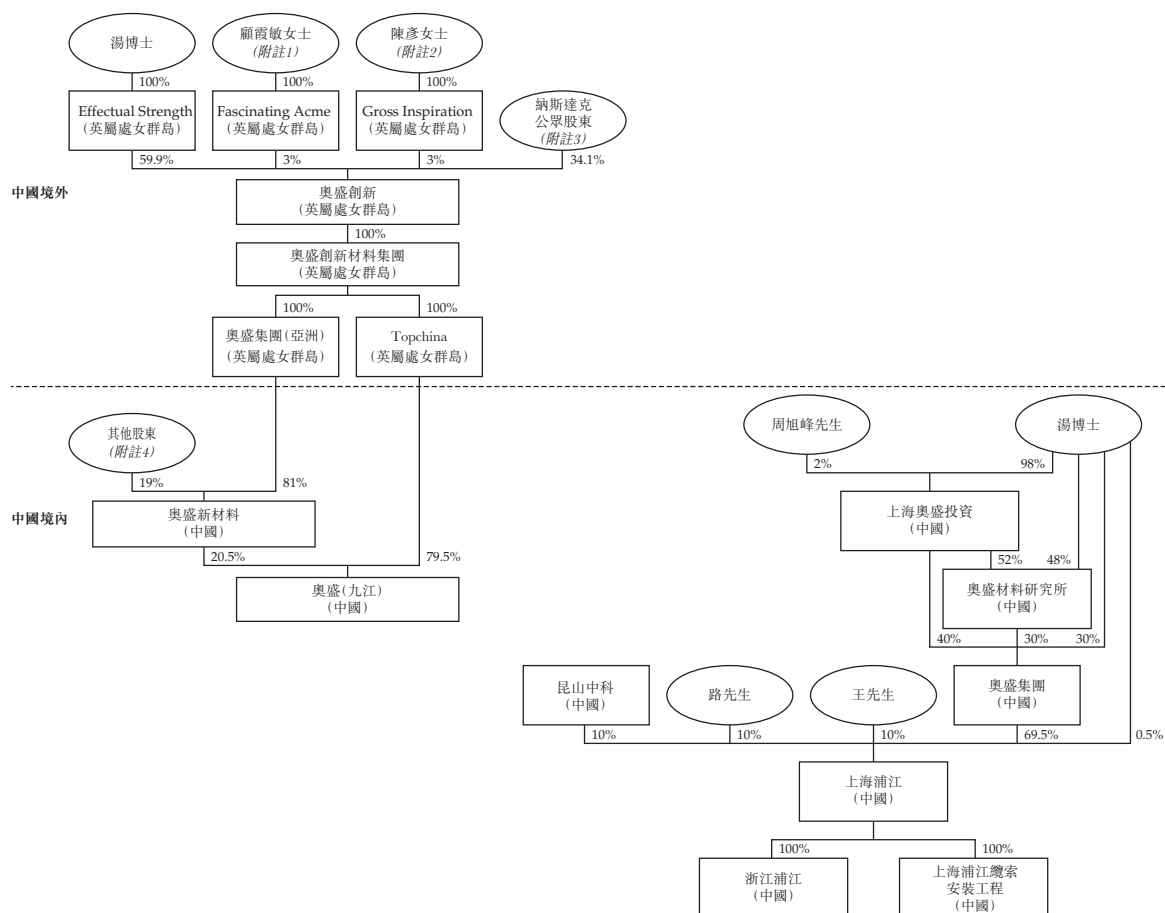 湯博士
顧霞敏女士
(附註1)
陳彥女士
(附註2)
100%
100%
100%
Effectual Strength
(英屬處女群島)
Fascinating Acme
(英屬處女群島)
Gross Inspiration
(英屬處女群島)
納斯達克
公眾股東
(附註3)
59.9%
3%
3%
34.1%
中國境外
奧盛創新
(英屬處女群島)
100%
奧盛創新材料集團
(英屬處女群島)
100%
100%
奧盛集團(亞洲)
(英屬處女群島)
Topchina
(英屬處女群島)
其他股東
(附註4)
周旭峰先生
湯博士
19%
81%
2%
98%
中國境內
奧盛新材料
(中國)
上海奧盛投資
(中國)
20.5%
79.5%
52%
48%
奧盛(九江)
(中國)
奧盛材料研究所
(中國)
40%
30%
30%
昆山中科
(中國)
路先生
王先生
奧盛集團
(中國)
10%
10%
10%
69.5%
0.5%
上海浦江
(中國)
100%
100%
浙江浦江
(中國)
上海浦江纜索
安裝工程
(中國)